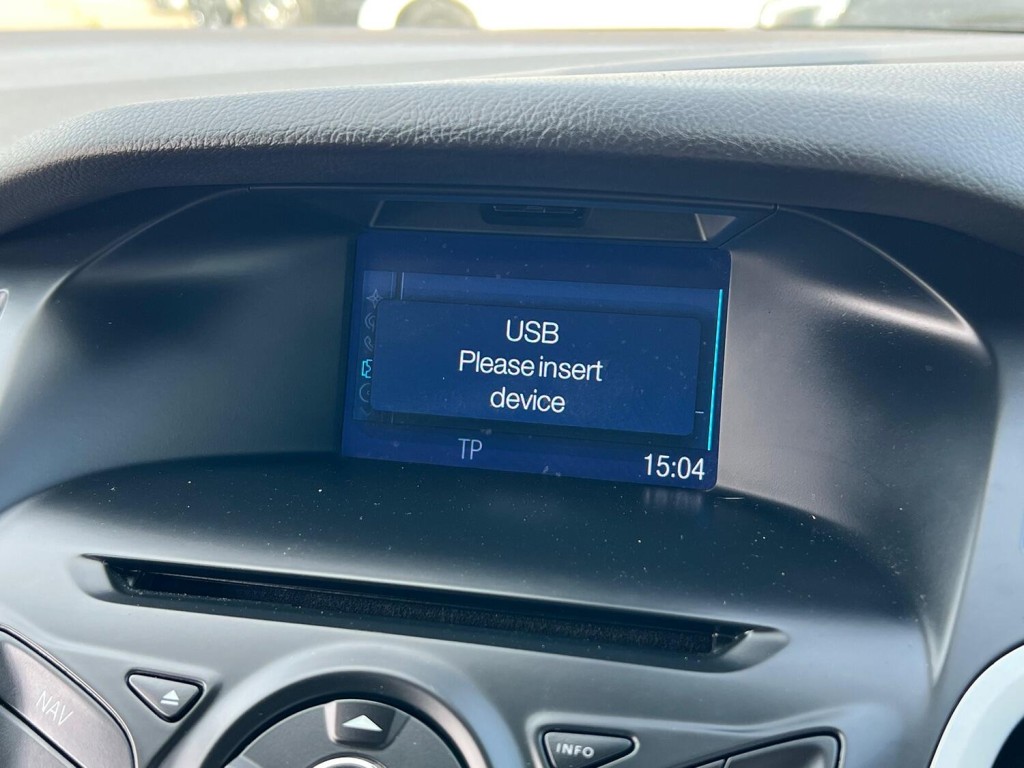 USB
Please insert
device
TP
15:04
NAV
INFO